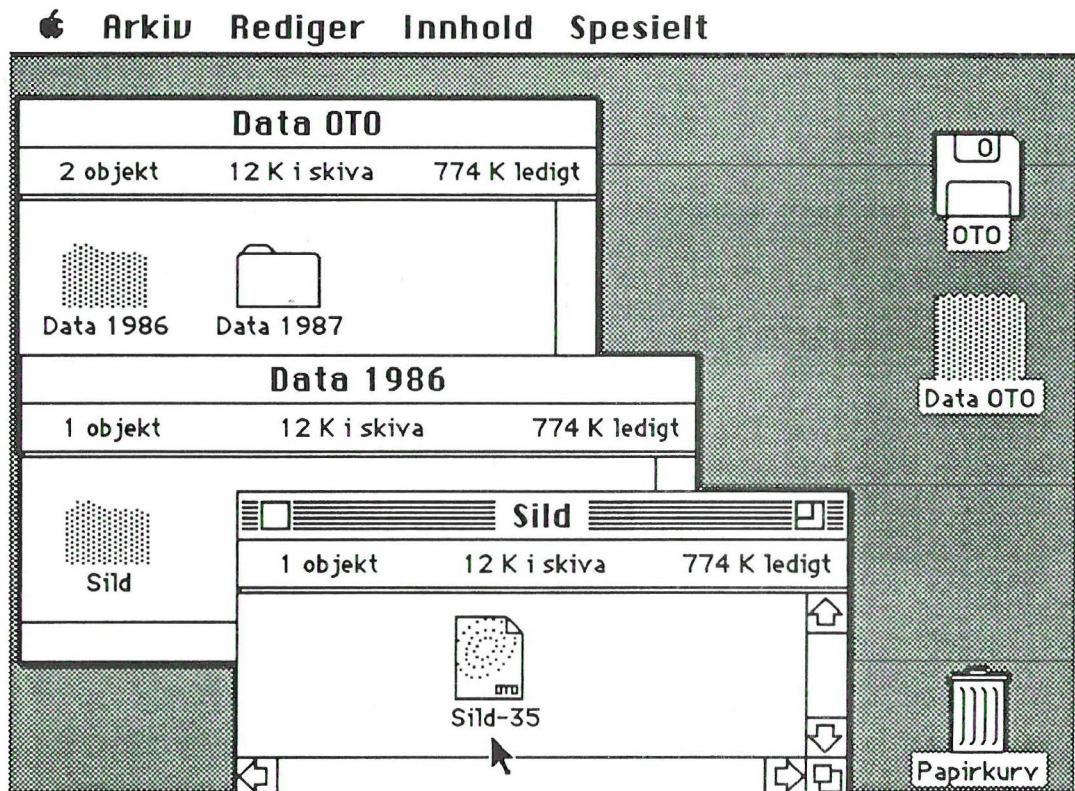 Arkiv Rediger Innhold Spesielt
Data OTO
2 objekt 12 K i skiva 774 K ledigt
Data 1986 Data 1987
Data 1986
1 objekt 12 K i skiva 774 K ledigt
Sild
Sild
1 objekt 12 K i skiva 774 K ledigt
OTO
Sild-35
O
OTO
Data OTO
Papirkurv